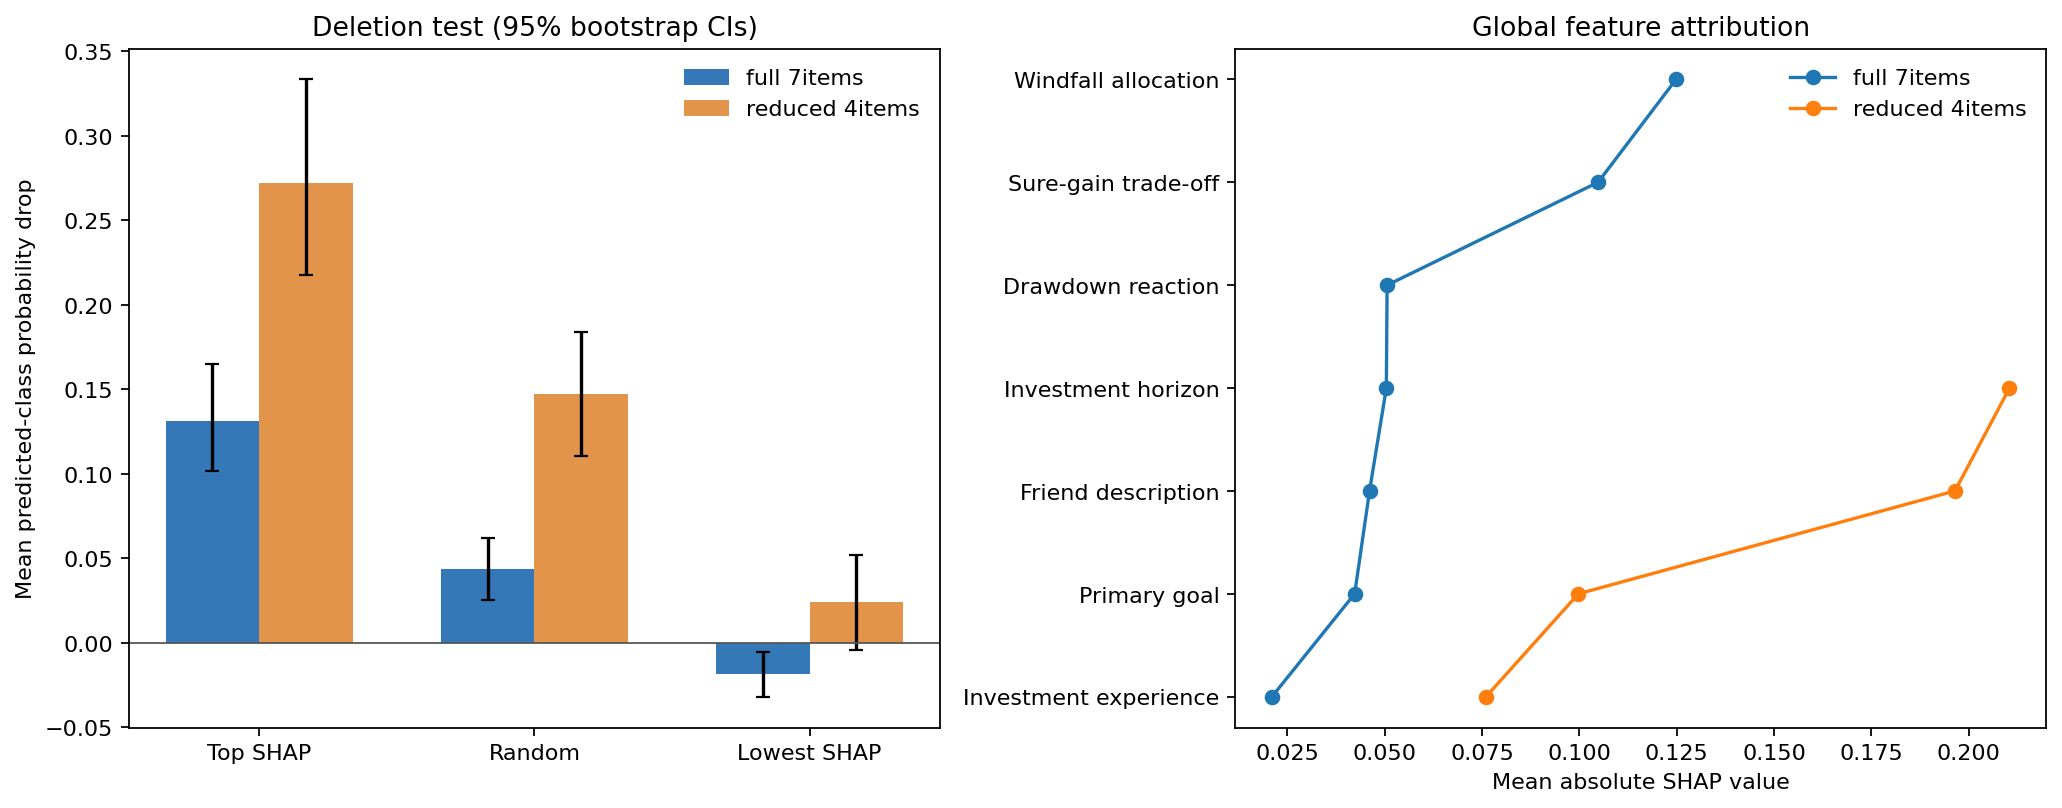 Deletion test (95% bootstrap CIs)
Mean predicted-class probability drop
0.35
0.30
0.25
0.20
0.15
0.10
0.05
0.00
−0.05
full 7items
reduced 4items
Top SHAP
Random
Lowest SHAP
Global feature attribution
Windfall allocation
Sure-gain trade-off
Drawdown reaction
Investment horizon
Friend description
Primary goal
Investment experience
full 7items
reduced 4items
0.025
0.050
0.075
0.100
0.125
0.150
0.175
0.200
Mean absolute SHAP value